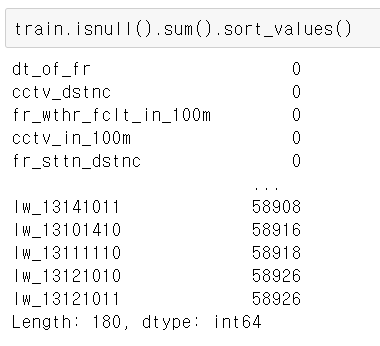 train.isnull().sum().sort_values()
dt_of_fr 0
cctv_dstnc 0
fr_wthr_fclt_in_100m 0
cctv_in_100m 0
fr_sttn_dstnc 0
...
lw_13141011 58908
lw_13101410 58916
lw_13111110 58918
lw_13121010 58926
lw_13121011 58926
Length: 180, dtype: int64